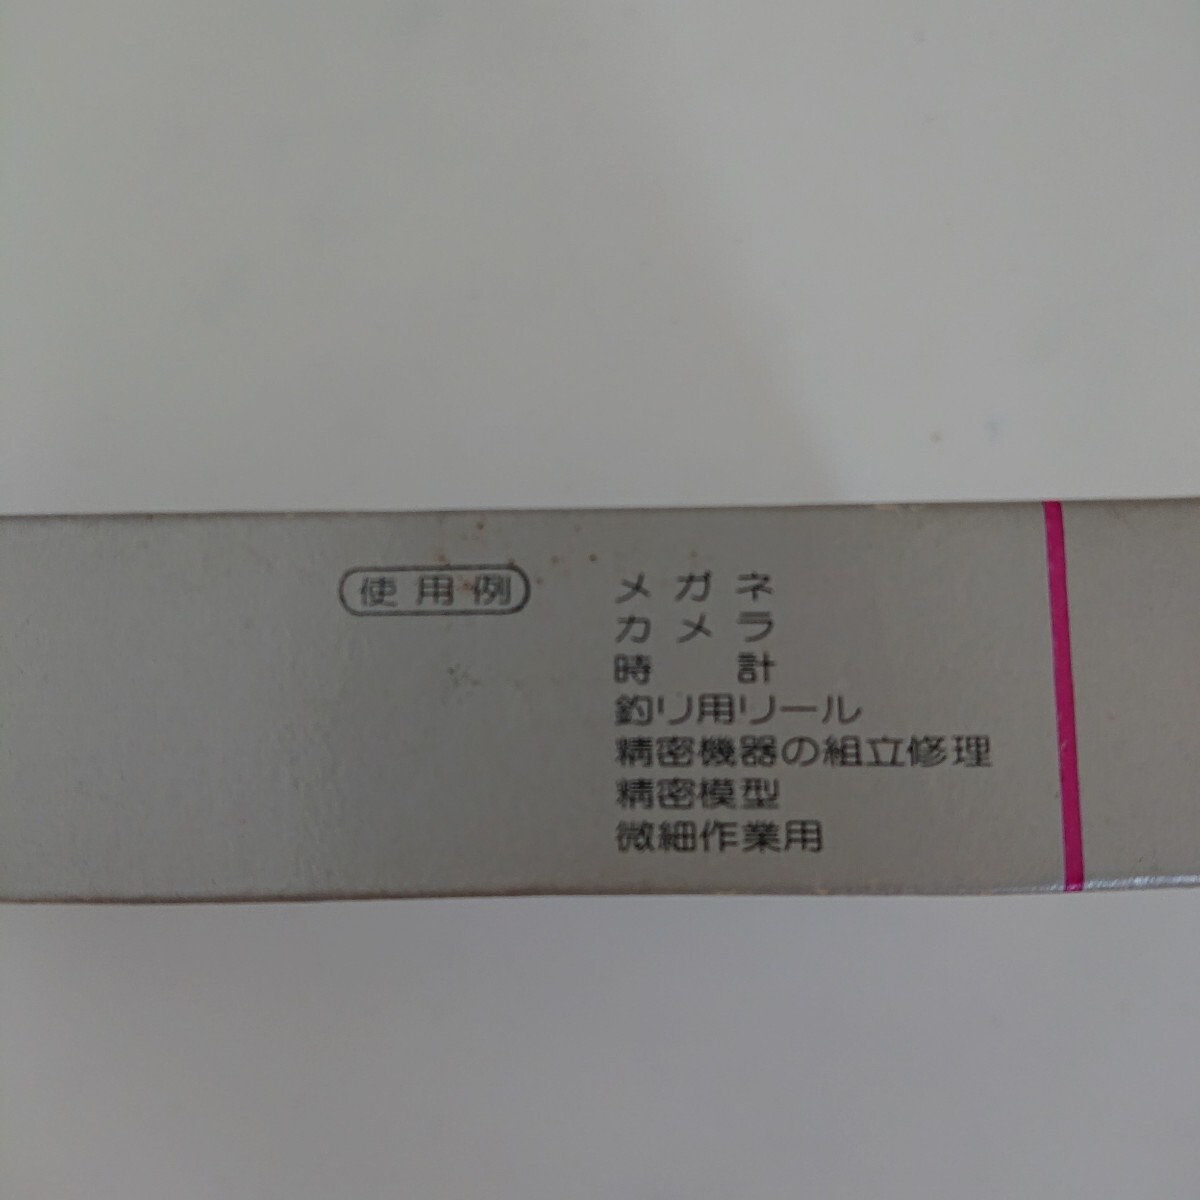 使用例
メガネ
カメラ
時計
釣り用リール
精密機器の組立修理
精密模型
微細作業用